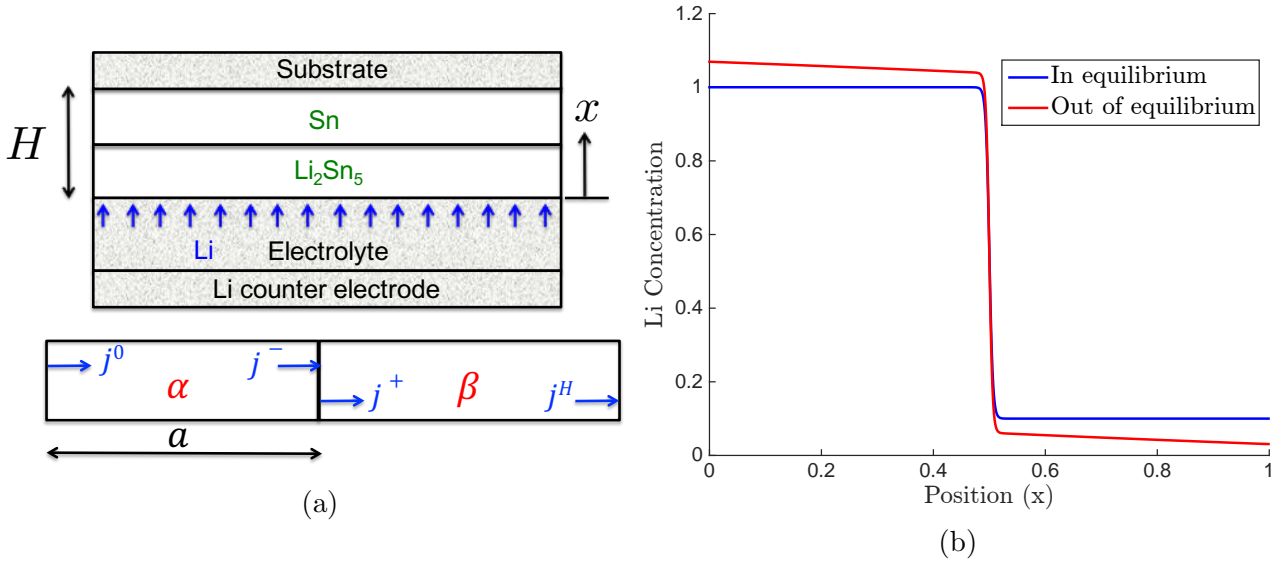 Substrate
H
Sn
x
Li₂Sn₅
Li
Electrolyte
Li counter electrode
j⁰
j⁻
α
j⁺
β
jᴴ
a
(a)
1.2
1
0.8
0.6
0.4
0.2
0
Li Concentration
In equilibrium
Out of equilibrium
0
0.2
0.4
0.6
0.8
1
Position (x)
(b)